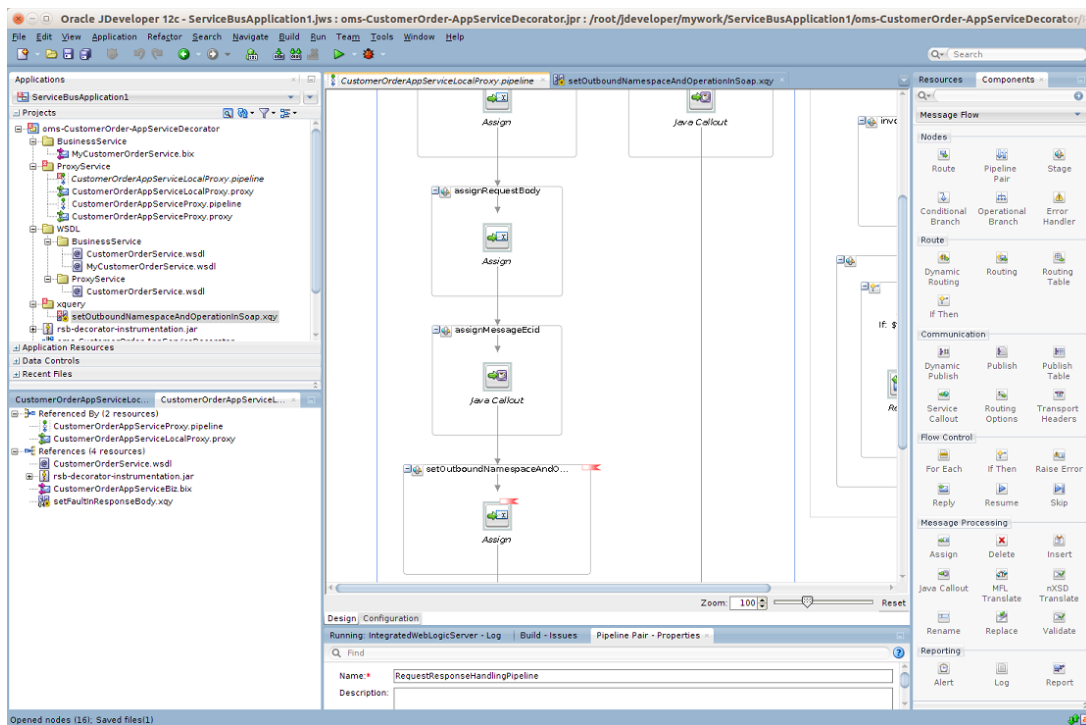 Oracle JDeveloper 12c - ServiceBusApplication1.jws : oms-CustomerOrder-AppServiceDecorator.jpr : /root/jdeveloper/mywork/ServiceBusApplication1/oms-CustomerOrder-AppServiceDecorator/
File Edit View Application Refactor Search Navigate Build Run Team Tools Window Help
Search
Applications
ServiceBusApplication1
Projects
oms-CustomerOrder-AppServiceDecorator
BusinessService
MyCustomerOrderService.bix
ProxyService
CustomerOrderAppServiceLocalProxy.pipeline
CustomerOrderAppServiceLocalProxy.proxy
CustomerOrderAppServiceProxy.pipeline
CustomerOrderAppServiceProxy.proxy
WSDL
BusinessService
CustomerOrderService.wsdl
MyCustomerOrderService.wsdl
ProxyService
CustomerOrderService.wsdl
xquery
setOutboundNamespaceAndOperationInSoap.xqy
rsb-decorator-instrumentation.jar
Application Resources
Data Controls
Recent Files
CustomerOrderAppServiceLoc... CustomerOrderAppServiceL...
Referenced By (2 resources)
CustomerOrderAppServiceProxy.pipeline
CustomerOrderAppServiceLocalProxy.proxy
References (4 resources)
CustomerOrderService.wsdl
rsb-decorator-instrumentation.jar
CustomerOrderAppServiceBiz.bix
setFaultInResponseBody.xqy
CustomerOrderAppServiceLocalProxy.pipeline setOutboundNamespaceAndOperationInSoap.xqy
Assign
Java Callout
invo
assignRequestBody
Assign
assignMessageEcid
If: $
Java Callout
Re
setOutboundNamespaceAndO...
Assign
Zoom: 100 Reset
Design Configuration
Running: IntegratedWebLogicServer - Log Build - Issues Pipeline Pair - Properties
Find
Name:* RequestResponseHandlingPipeline
Description:
Resources Components
Message Flow
Nodes
Route Pipeline Pair Stage
Conditional Branch Operational Branch Error Handler
Route
Dynamic Routing Routing Routing Table
If Then
Communication
Dynamic Publish Publish Publish Table
Service Callout Routing Options Transport Headers
Flow Control
For Each If Then Raise Error
Reply Resume Skip
Message Processing
Assign Delete Insert
Java Callout MFL Translate nXSD Translate
Rename Replace Validate
Reporting
Alert Log Report
Opened nodes (16); Saved files(1)